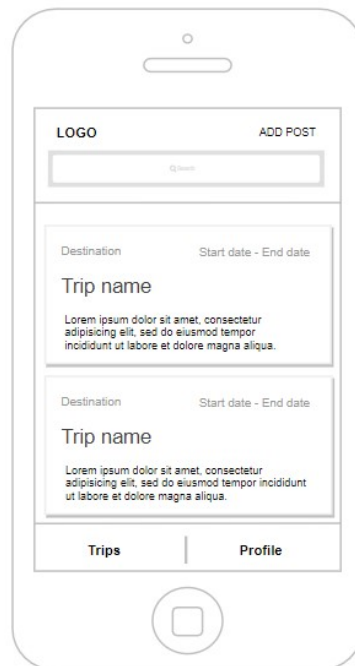 LOGO
ADD POST
Search
Destination
Start date - End date
Trip name
Lorem ipsum dolor sit amet, consectetur
adipisicing elit, sed do eiusmod tempor
incididunt ut labore et dolore magna aliqua.
Destination
Start date - End date
Trip name
Lorem ipsum dolor sit amet, consectetur
adipisicing elit, sed do eiusmod tempor incididunt
ut labore et dolore magna aliqua.
Trips
Profile